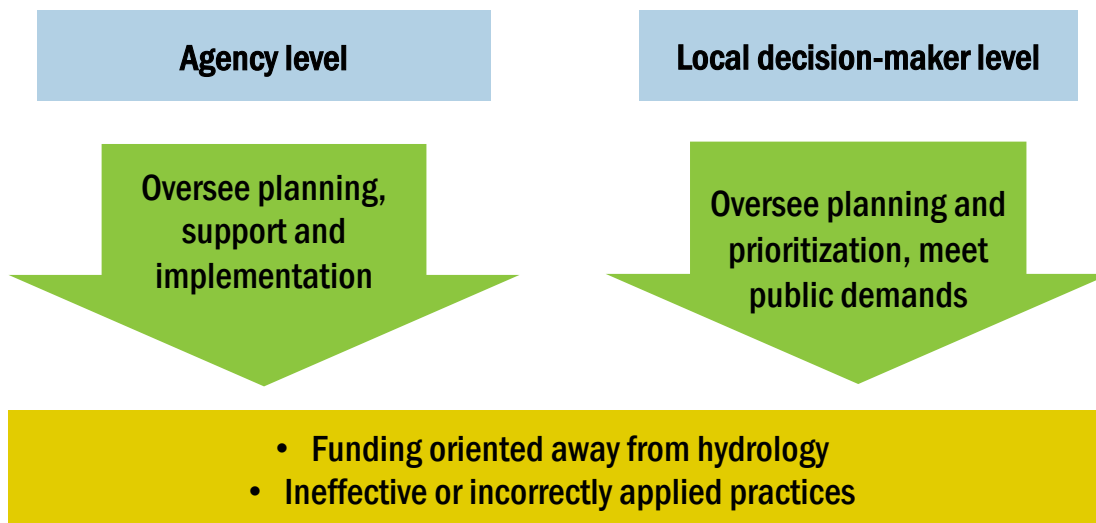 Agency level
Local decision-maker level
Oversee planning,
support and
implementation
Oversee planning and
prioritization, meet
public demands
• Funding oriented away from hydrology
• Ineffective or incorrectly applied practices